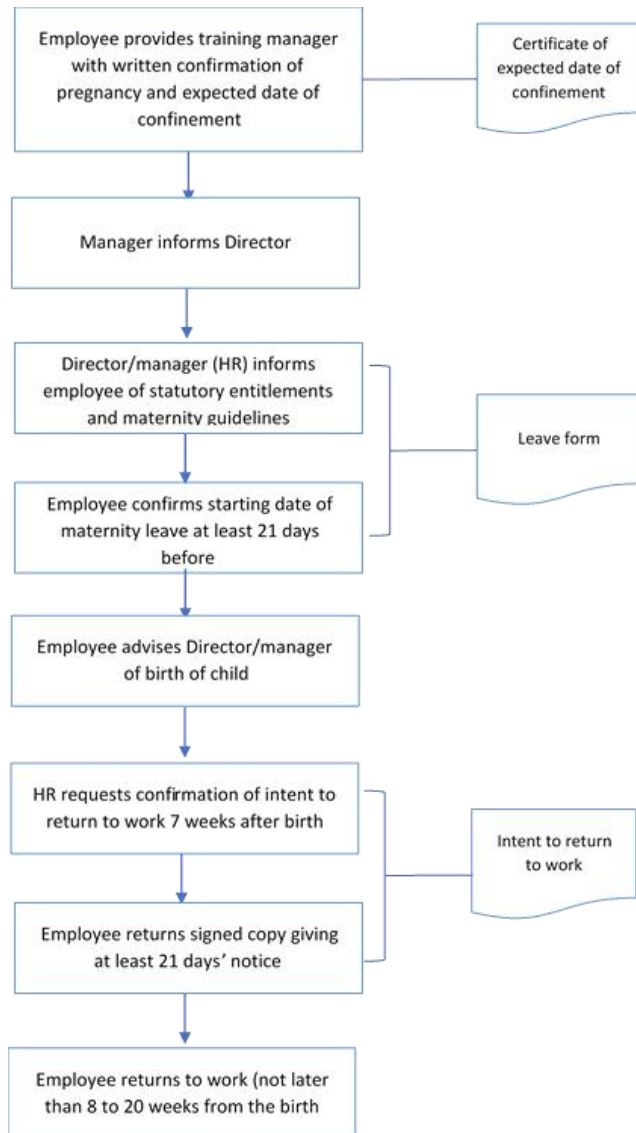 Employee provides training manager
with written confirmation of
pregnancy and expected date of
confinement
Certificate of
expected date of
confinement
Manager informs Director
Director/manager (HR) informs
employee of statutory entitlements
and maternity guidelines
Leave form
Employee confirms starting date of
maternity leave at least 21 days
before
Employee advises Director/manager
of birth of child
HR requests confirmation of intent to
return to work 7 weeks after birth
Intent to return
to work
Employee returns signed copy giving
at least 21 days’ notice
Employee returns to work (not later
than 8 to 20 weeks from the birth